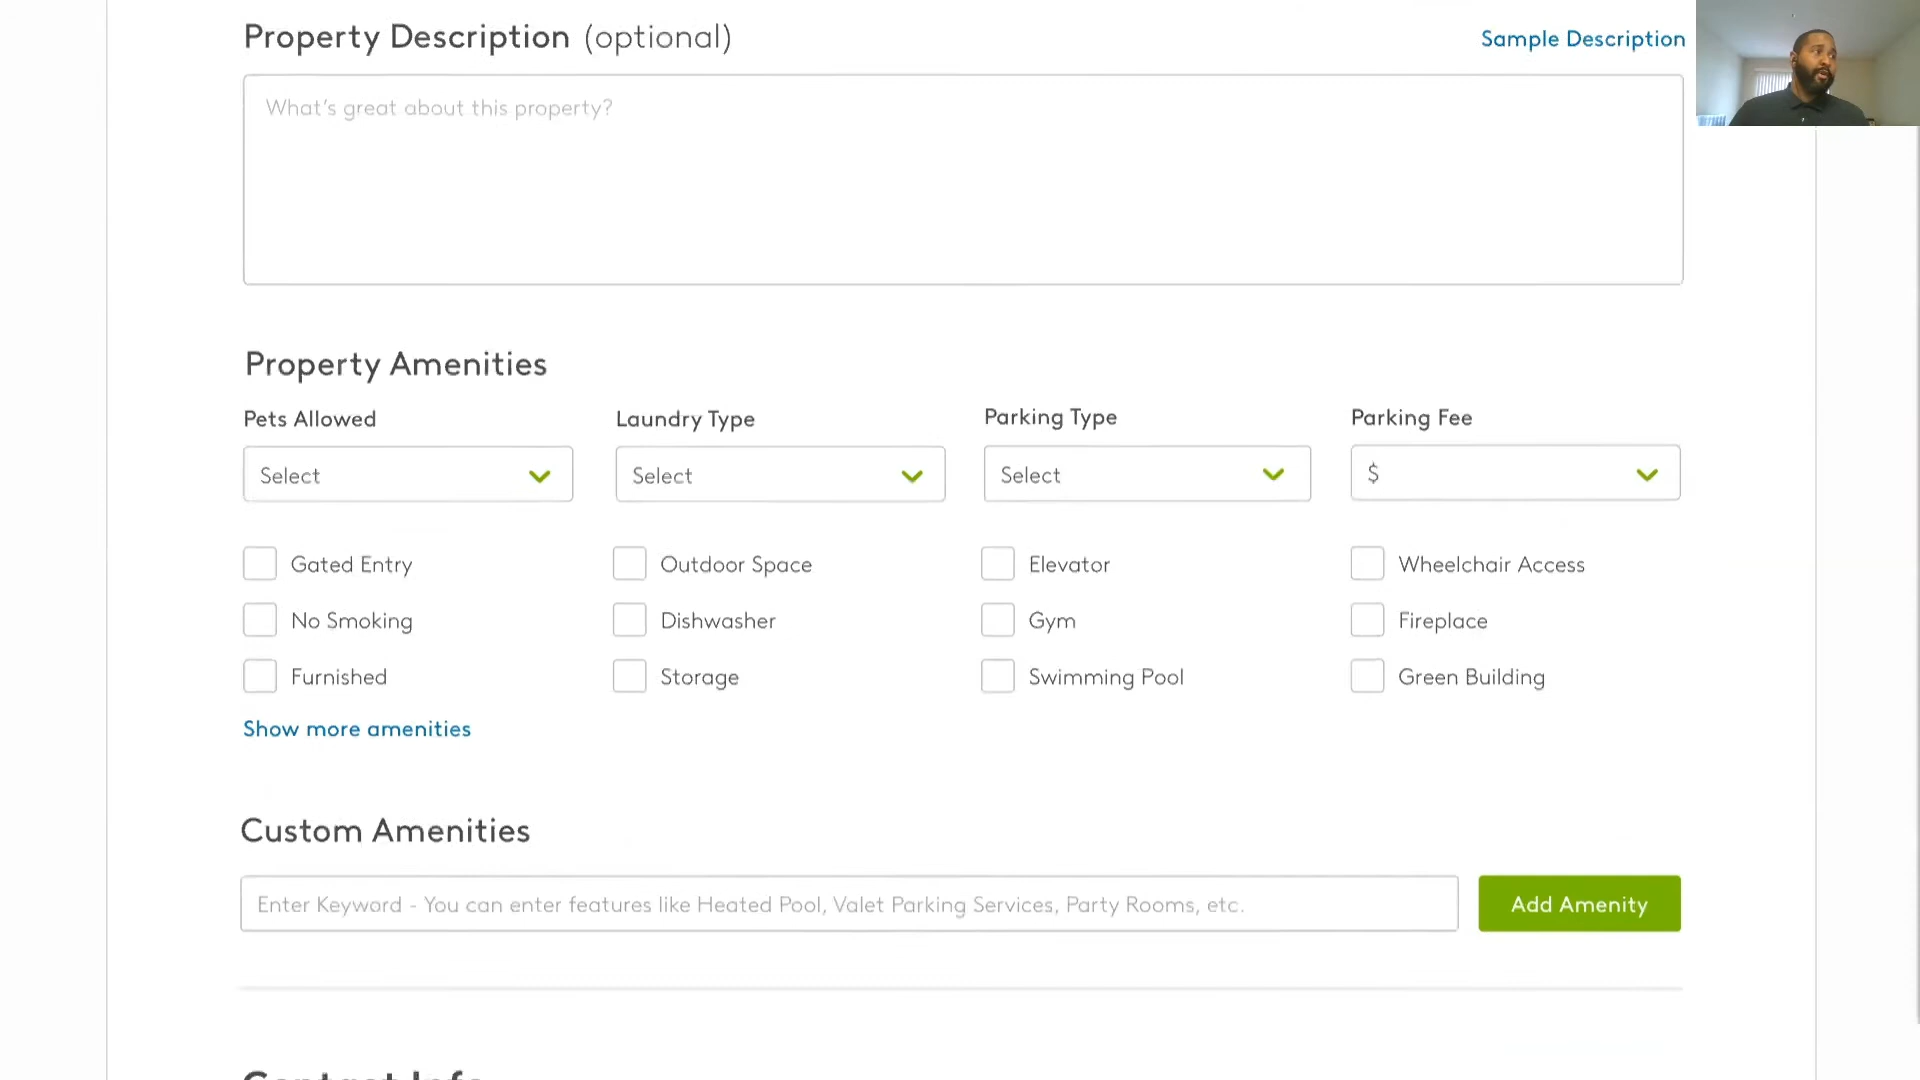 Property Description (optional)
Sample Description
What's great about this property?
Property Amenities
Pets Allowed
Laundry Type
Parking Type
Parking Fee
Select
Select
Select
$
Gated Entry
Outdoor Space
Elevator
Wheelchair Access
No Smoking
Dishwasher
Gym
Fireplace
Furnished
Storage
Swimming Pool
Green Building
Show more amenities
Custom Amenities
Enter Keyword - You can enter features like Heated Pool, Valet Parking Services, Party Rooms, etc.
Add Amenity
Contact Info